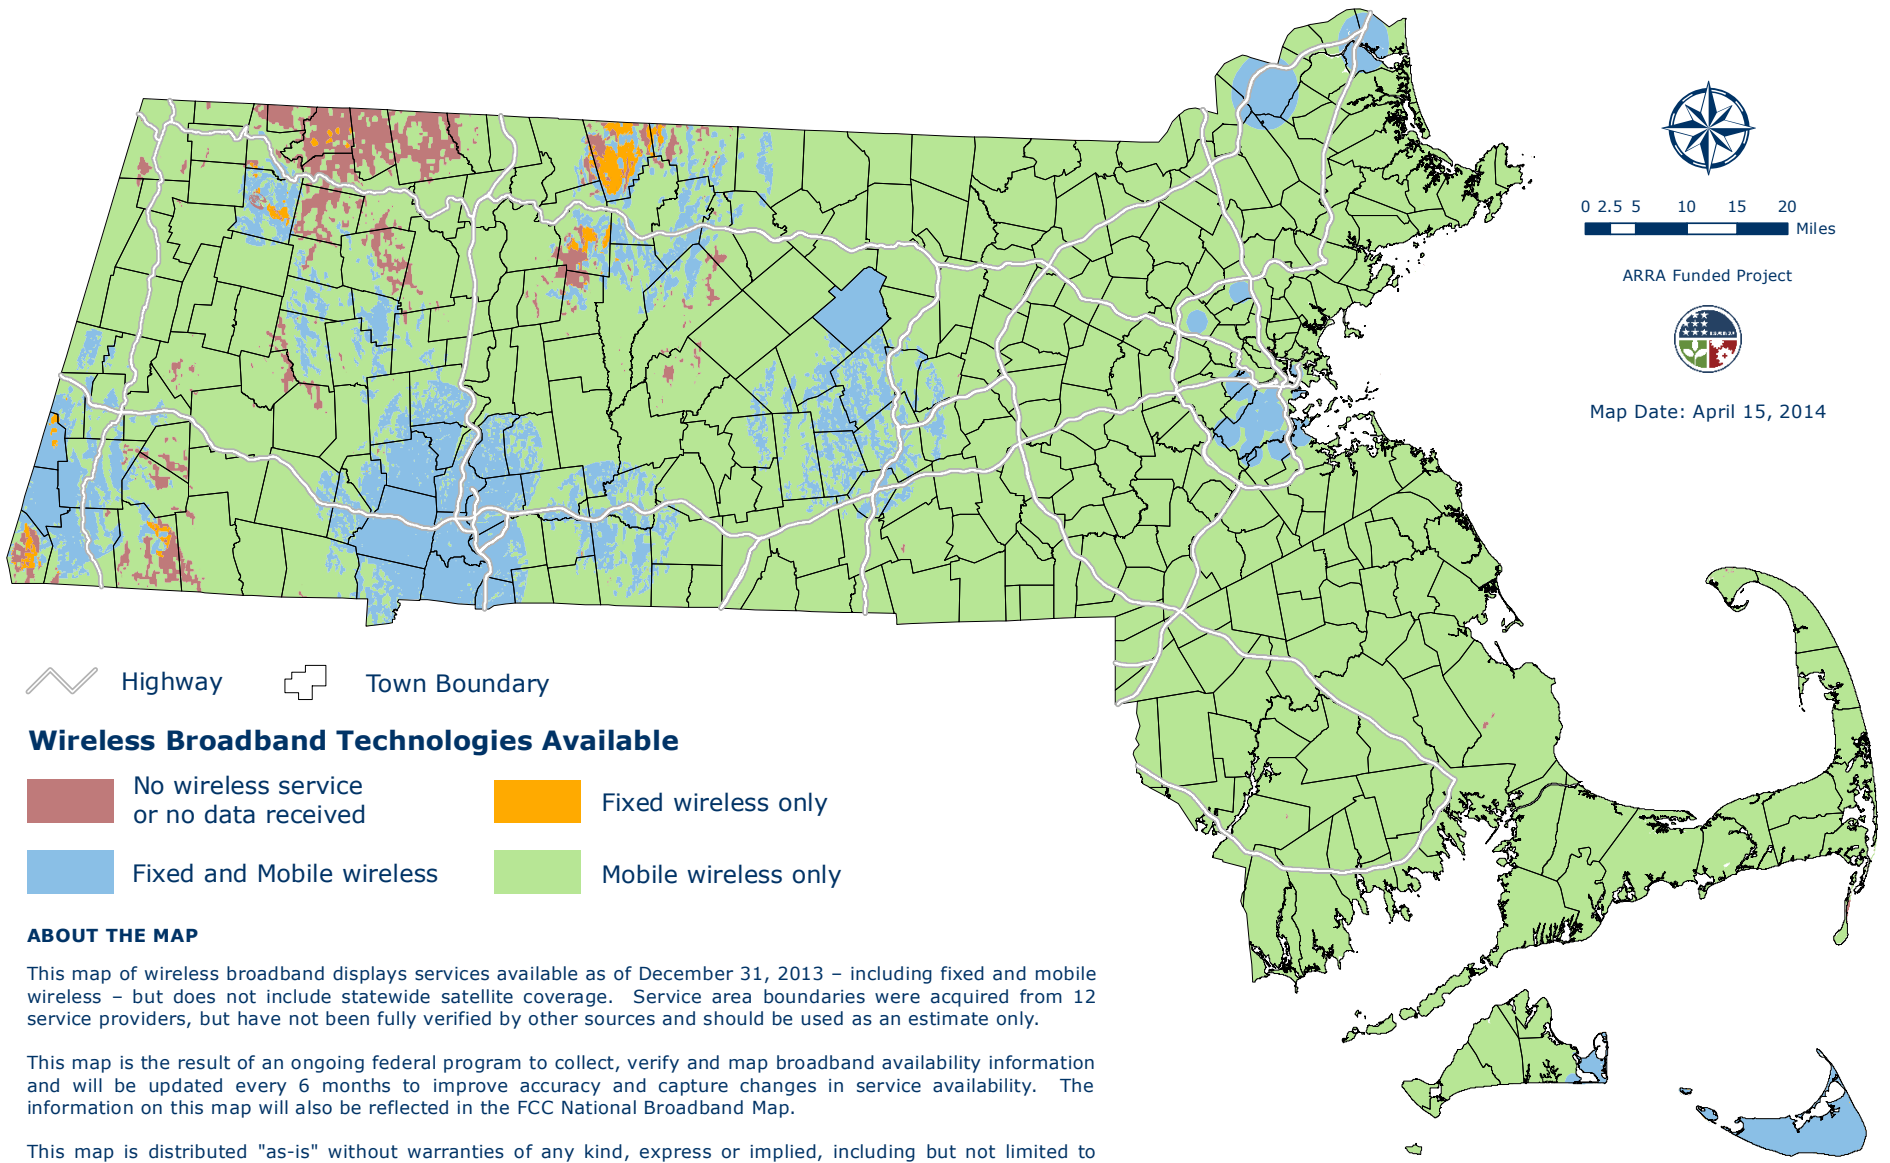 0 2.5 5 10 15 20
Miles
ARRA Funded Project
Map Date: April 15, 2014
Highway
Town Boundary
Wireless Broadband Technologies Available
No wireless service
or no data received
Fixed wireless only
Fixed and Mobile wireless
Mobile wireless only
ABOUT THE MAP
This map of wireless broadband displays services available as of December 31, 2013 – including fixed and mobile
wireless – but does not include statewide satellite coverage. Service area boundaries were acquired from 12
service providers, but have not been fully verified by other sources and should be used as an estimate only.
This map is the result of an ongoing federal program to collect, verify and map broadband availability information
and will be updated every 6 months to improve accuracy and capture changes in service availability. The
information on this map will also be reflected in the FCC National Broadband Map.
This map is distributed "as-is" without warranties of any kind, express or implied, including but not limited to